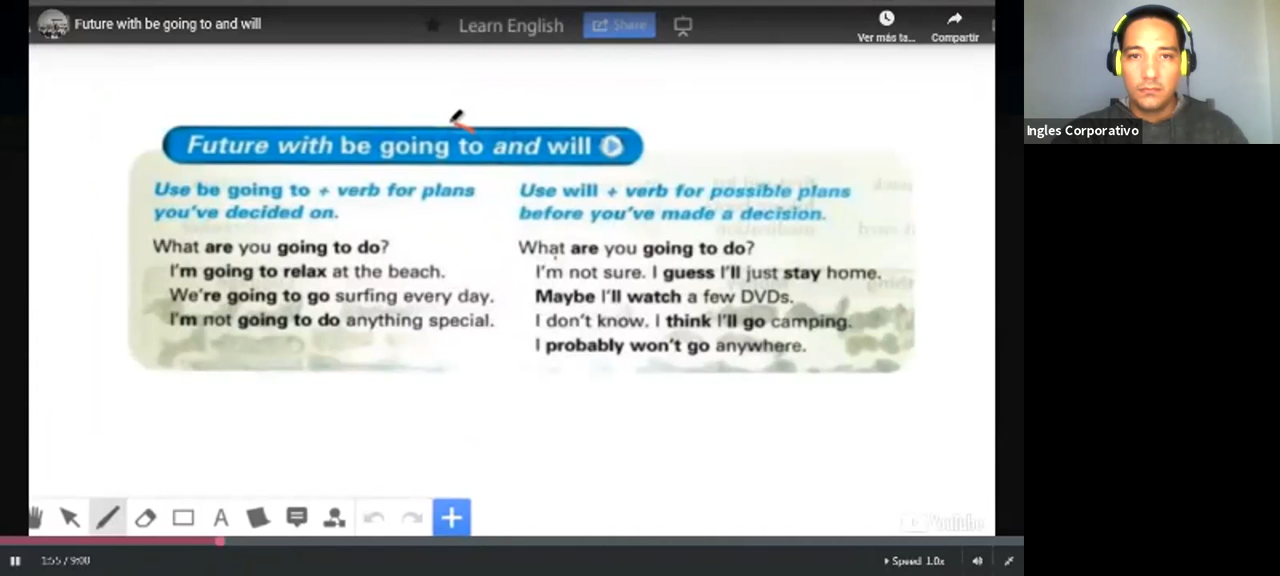 Future with be going to and will
Learn English
Share
Ver más ta...
Compartir
Ingles Corporativo
Future with be going to and will
Use be going to + verb for plans
you've decided on.
What are you going to do?
I'm going to relax at the beach.
We're going to go surfing every day.
I'm not going to do anything special.
Use will + verb for possible plans
before you've made a decision.
What are you going to do?
I'm not sure. I guess I'll just stay home.
Maybe I'll watch a few DVDs.
I don't know. I think I'll go camping.
I probably won't go anywhere.
A
YouTube
1:55 / 9:00
Speed 1.0x